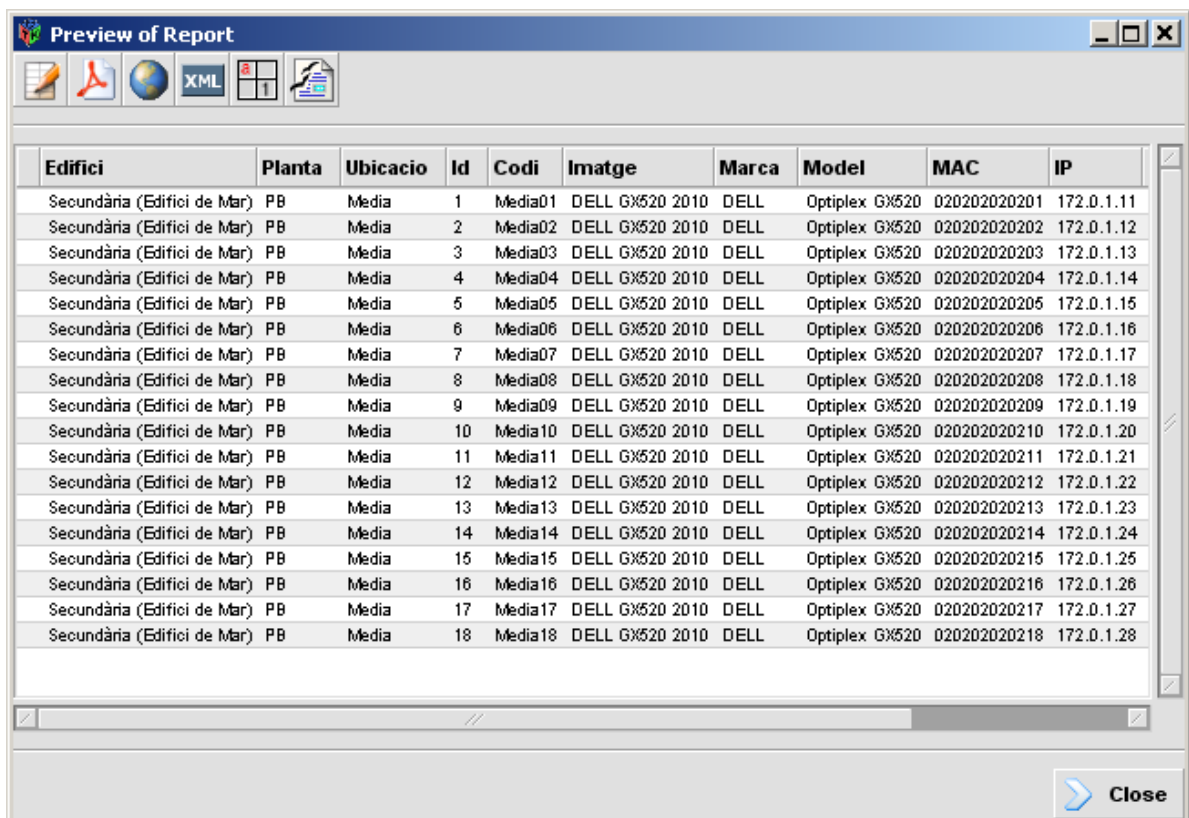 Preview of Report
XML
a
1
Edifici Planta Ubicacio Id Codi Imatge Marca Model MAC IP
Secundària (Edifici de Mar) PB Media 1 Media01 DELL GX520 2010 DELL Optiplex GX520 020202020201 172.0.1.11
Secundària (Edifici de Mar) PB Media 2 Media02 DELL GX520 2010 DELL Optiplex GX520 020202020202 172.0.1.12
Secundària (Edifici de Mar) PB Media 3 Media03 DELL GX520 2010 DELL Optiplex GX520 020202020203 172.0.1.13
Secundària (Edifici de Mar) PB Media 4 Media04 DELL GX520 2010 DELL Optiplex GX520 020202020204 172.0.1.14
Secundària (Edifici de Mar) PB Media 5 Media05 DELL GX520 2010 DELL Optiplex GX520 020202020205 172.0.1.15
Secundària (Edifici de Mar) PB Media 6 Media06 DELL GX520 2010 DELL Optiplex GX520 020202020206 172.0.1.16
Secundària (Edifici de Mar) PB Media 7 Media07 DELL GX520 2010 DELL Optiplex GX520 020202020207 172.0.1.17
Secundària (Edifici de Mar) PB Media 8 Media08 DELL GX520 2010 DELL Optiplex GX520 020202020208 172.0.1.18
Secundària (Edifici de Mar) PB Media 9 Media09 DELL GX520 2010 DELL Optiplex GX520 020202020209 172.0.1.19
Secundària (Edifici de Mar) PB Media 10 Media10 DELL GX520 2010 DELL Optiplex GX520 020202020210 172.0.1.20
Secundària (Edifici de Mar) PB Media 11 Media11 DELL GX520 2010 DELL Optiplex GX520 020202020211 172.0.1.21
Secundària (Edifici de Mar) PB Media 12 Media12 DELL GX520 2010 DELL Optiplex GX520 020202020212 172.0.1.22
Secundària (Edifici de Mar) PB Media 13 Media13 DELL GX520 2010 DELL Optiplex GX520 020202020213 172.0.1.23
Secundària (Edifici de Mar) PB Media 14 Media14 DELL GX520 2010 DELL Optiplex GX520 020202020214 172.0.1.24
Secundària (Edifici de Mar) PB Media 15 Media15 DELL GX520 2010 DELL Optiplex GX520 020202020215 172.0.1.25
Secundària (Edifici de Mar) PB Media 16 Media16 DELL GX520 2010 DELL Optiplex GX520 020202020216 172.0.1.26
Secundària (Edifici de Mar) PB Media 17 Media17 DELL GX520 2010 DELL Optiplex GX520 020202020217 172.0.1.27
Secundària (Edifici de Mar) PB Media 18 Media18 DELL GX520 2010 DELL Optiplex GX520 020202020218 172.0.1.28
Close